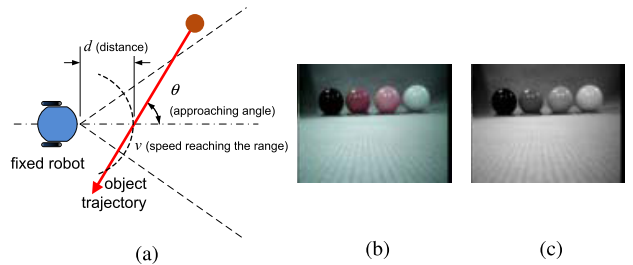 d (distance)
θ
(approaching angle)
v (speed reaching the range)
fixed robot
object
trajectory
(a)
(b)
(c)